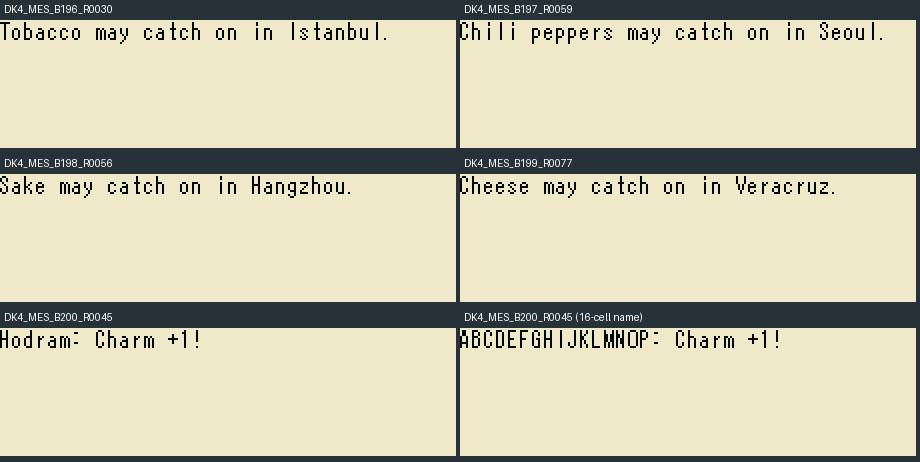 DK4_MES_B196_R0030
Tobacco may catch on in Istanbul.
DK4_MES_B197_R0059
Chili peppers may catch on in Seoul.
DK4_MES_B198_R0056
Sake may catch on in Hangzhou.
DK4_MES_B199_R0077
Cheese may catch on in Veracruz.
DK4_MES_B200_R0045
Hodram: Charm +1!
DK4_MES_B200_R0045 (16-cell name)
ABCDEFGHIJKLMNOP: Charm +1!